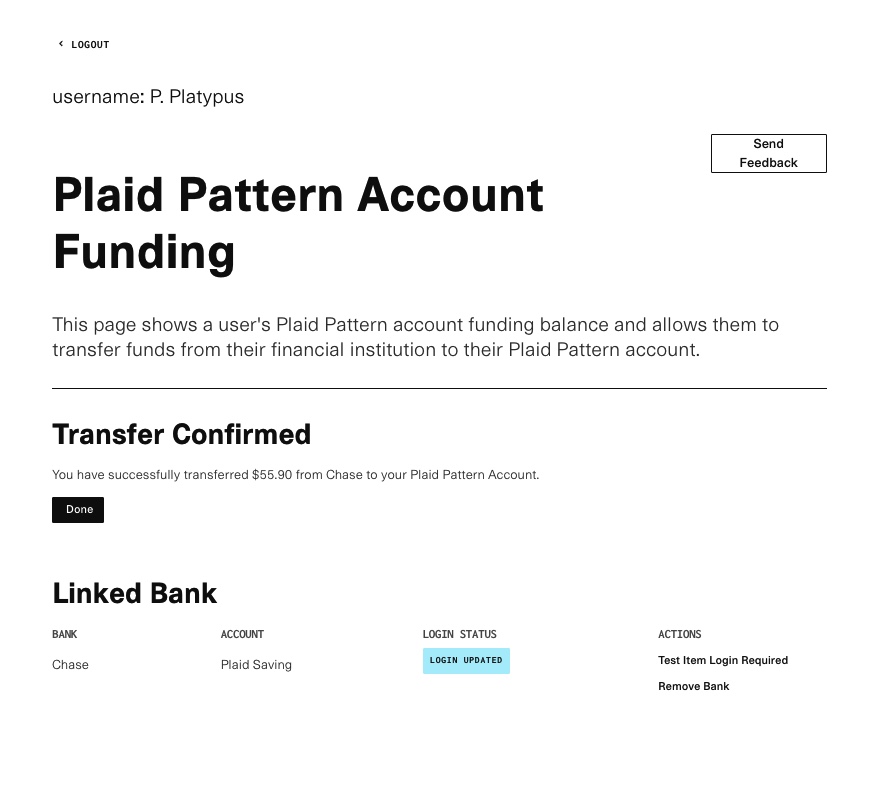 ‹ LOGOUT
username: P. Platypus
Send
Feedback
Plaid Pattern Account
Funding
This page shows a user's Plaid Pattern account funding balance and allows them to
transfer funds from their financial institution to their Plaid Pattern account.
Transfer Confirmed
You have successfully transferred $55.90 from Chase to your Plaid Pattern Account.
Done
Linked Bank
BANK ACCOUNT LOGIN STATUS ACTIONS
Chase Plaid Saving LOGIN UPDATED Test Item Login Required
Remove Bank